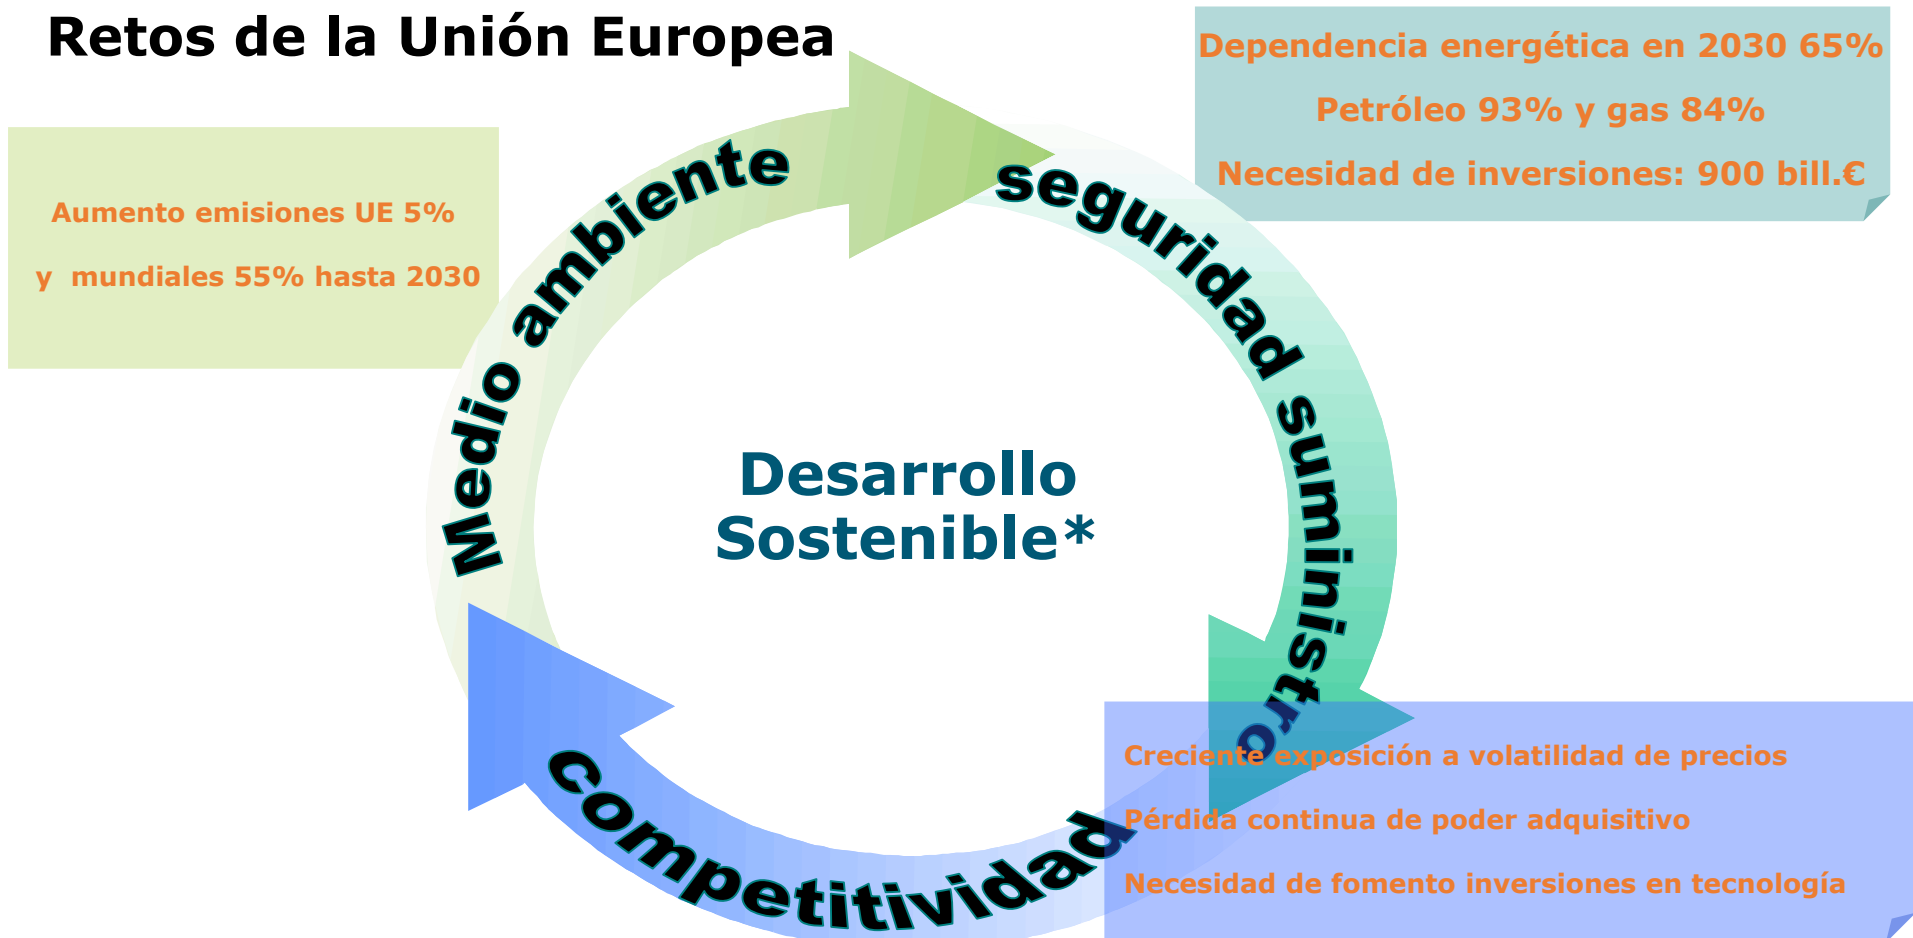 Retos de la Unión Europea
Dependencia energética en 2030 65%
Petróleo 93% y gas 84%
Necesidad de inversiones: 900 bill.€
Aumento emisiones UE 5%
y mundiales 55% hasta 2030
Medio ambiente
seguridad suministro
Desarrollo
Sostenible*
competitividad
Creciente exposición a volatilidad de precios
Pérdida continua de poder adquisitivo
Necesidad de fomento inversiones en tecnología